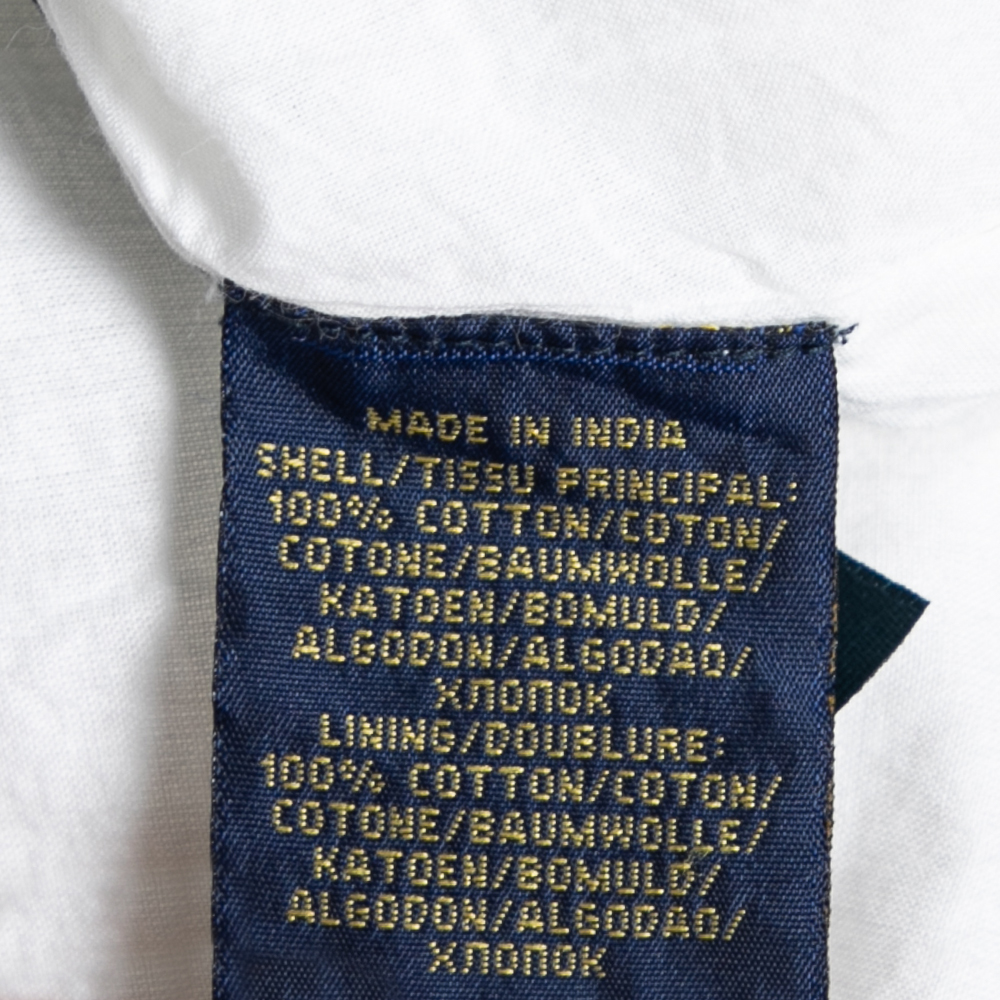 MADE IN INDIA
SHELL/TISSU PRINCIPAL:
100% COTTON/COTON/
COTONE/BAUMWOLLE/
KATOEN/BOMULD/
ALGODON/ALGODAO/
ХЛОПОК
LINING/DOUBLURE:
100% COTTON/COTON/
COTONE/BAUMWOLLE/
KATOEN/BOMULD/
ALGODON/ALGODAO/
ХЛОПОК